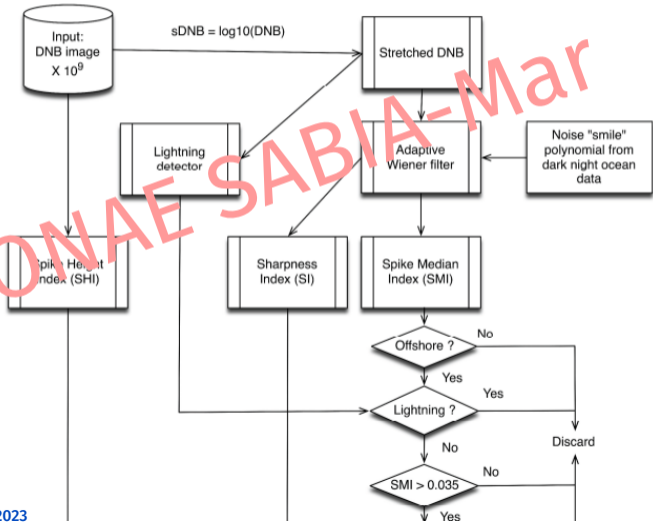 Input:
DNB image
X 10⁹
sDNB = log10(DNB)
Stretched DNB
Lightning
detector
Adaptive
Wiener filter
Noise "smile"
polynomial from
dark night ocean
data
ONAE SABIA-Mar
Spike Height
Index (SHI)
Sharpness
Index (SI)
Spike Median
Index (SMI)
Offshore ?
No
Yes
Lightning ?
Yes
No
Discard
SMI > 0.035
No
Yes
2023